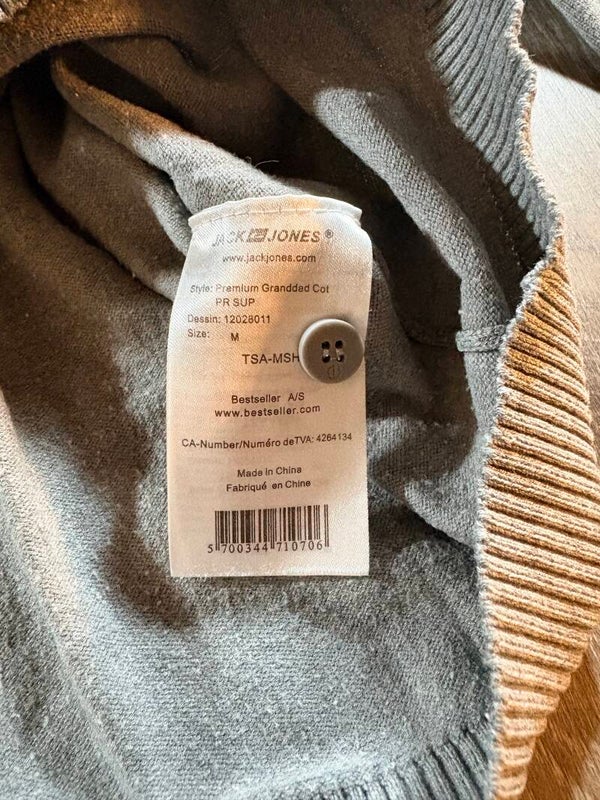 JACK JONES®
www.jackjones.com
Style: Premium Grandded Cot
PR SUP
Dessin: 12028011
Size: M
TSA-MSH
Bestseller A/S
www.bestseller.com
CA-Number/Numéro deTVA: 4264134
Made in China
Fabriqué en Chine
5 700344 710706